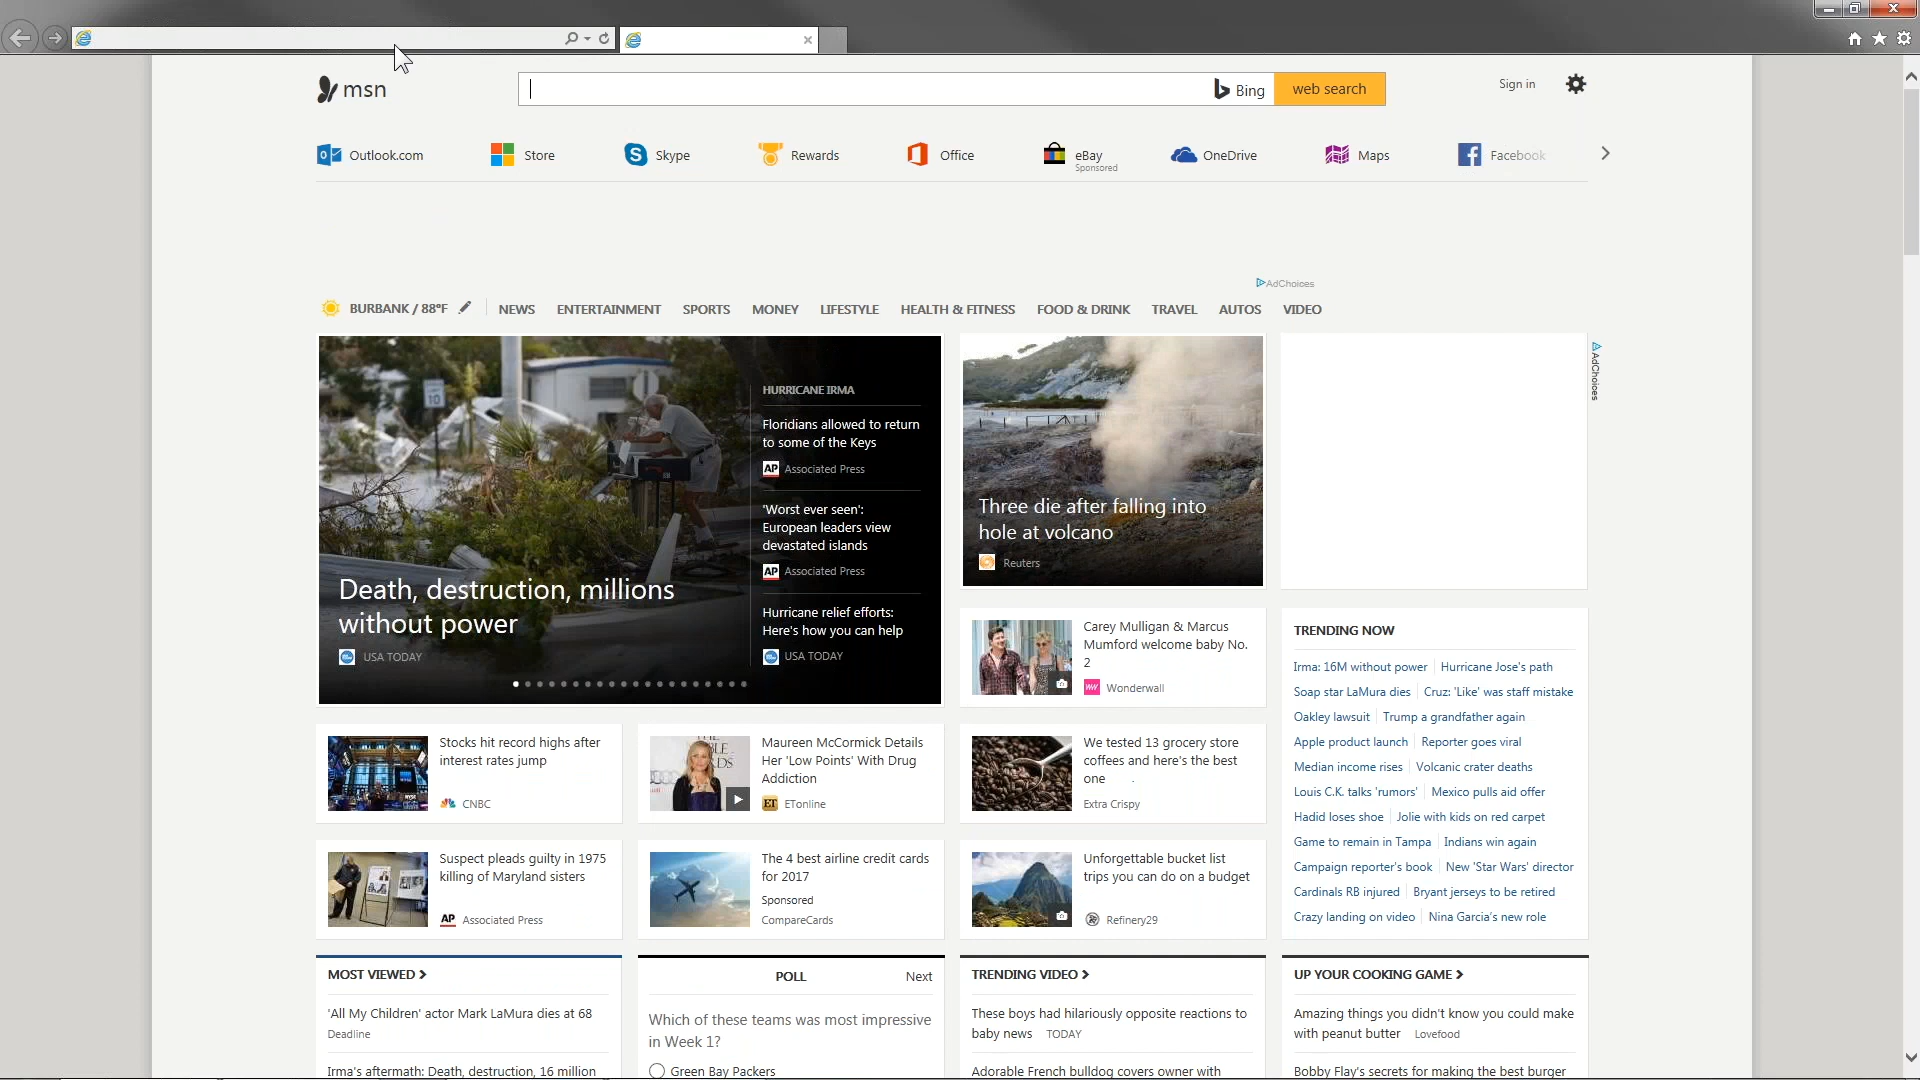 msn
Bing
web search
Sign in
Outlook.com
Store
Skype
Rewards
Office
eBay
Sponsored
OneDrive
Maps
Facebook
AdChoices
BURBANK / 88°F
NEWS
ENTERTAINMENT
SPORTS
MONEY
LIFESTYLE
HEALTH & FITNESS
FOOD & DRINK
TRAVEL
AUTOS
VIDEO
10
Death, destruction, millions
without power
USA TODAY
HURRICANE IRMA
Floridians allowed to return
to some of the Keys
AP Associated Press
'Worst ever seen':
European leaders view
devastated islands
AP Associated Press
Hurricane relief efforts:
Here's how you can help
USA TODAY
Three die after falling into
hole at volcano
Reuters
AdChoices
Carey Mulligan & Marcus
Mumford welcome baby No.
2
Wonderwall
TRENDING NOW
Irma: 16M without power
Hurricane Jose's path
Soap star LaMura dies
Cruz: 'Like' was staff mistake
Oakley lawsuit
Trump a grandfather again
Apple product launch
Reporter goes viral
Median income rises
Volcanic crater deaths
Louis C.K. talks 'rumors'
Mexico pulls aid offer
Hadid loses shoe
Jolie with kids on red carpet
Game to remain in Tampa
Indians win again
Campaign reporter's book
New 'Star Wars' director
Cardinals RB injured
Bryant jerseys to be retired
Crazy landing on video
Nina Garcia's new role
Stocks hit record highs after
interest rates jump
CNBC
Maureen McCormick Details
Her 'Low Points' With Drug
Addiction
ET ETonline
We tested 13 grocery store
coffees and here's the best
one
Extra Crispy
Suspect pleads guilty in 1975
killing of Maryland sisters
AP Associated Press
The 4 best airline credit cards
for 2017
Sponsored
CompareCards
Unforgettable bucket list
trips you can do on a budget
Refinery29
MOST VIEWED
'All My Children' actor Mark LaMura dies at 68
Deadline
Irma's aftermath: Death, destruction, 16 million
POLL
Next
Which of these teams was most impressive
in Week 1?
Green Bay Packers
TRENDING VIDEO
These boys had hilariously opposite reactions to
baby news TODAY
Adorable French bulldog covers owner with
UP YOUR COOKING GAME
Amazing things you didn't know you could make
with peanut butter Lovefood
Bobby Flay's secrets for making the best burger